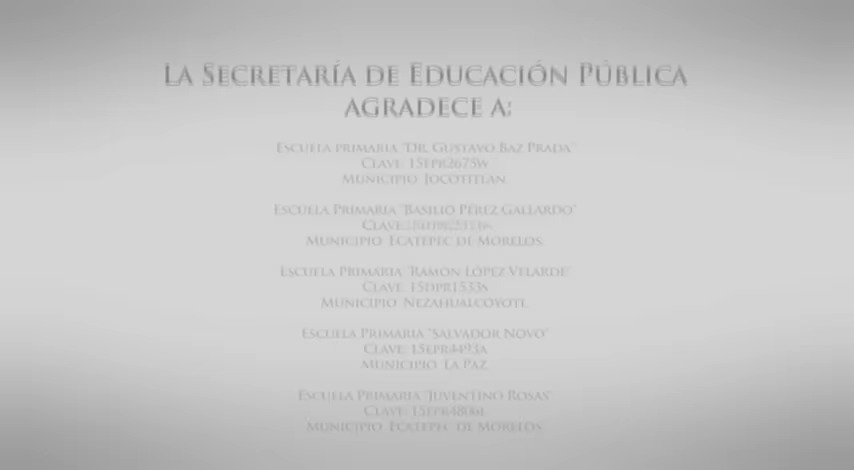 La Secretaría de Educación Pública
agradece a:
Escuela primaria "Dr. Gustavo Baz Prada"
Clave: 15epr2675w
Municipio: Jocotitlan
Escuela Primaria "Basilio Pérez Gallardo"
Clave:
Municipio: Ecatepec de Morelos
Escuela Primaria "Ramón López Velarde"
Clave: 15dpr1533s
Municipio: Nezahualcoyotl
Escuela Primaria "Salvador Novo"
Clave: 15epr4493a
Municipio: La Paz
Escuela Primaria "Juventino Rosas"
Clave:
Municipio: Ecatepec de Morelos